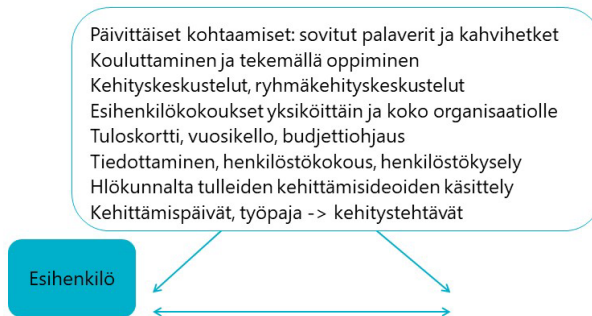 Päivittäiset kohtaamiset: sovitut palaverit ja kahvihetket
Kouluttaminen ja tekemällä oppiminen
Kehityskeskustelut, ryhmäkehityskeskustelut
Esihenkilökokoukset yksiköittäin ja koko organisaatiolle
Tuloskortti, vuosikello, budjettiohjaus
Tiedottaminen, henkilöstökokous, henkilöstökysely
Hlökunnalta tulleiden kehittämisideoiden käsittely
Kehittämispäivät, työpaja -> kehitystehtävät
Esihenkilö